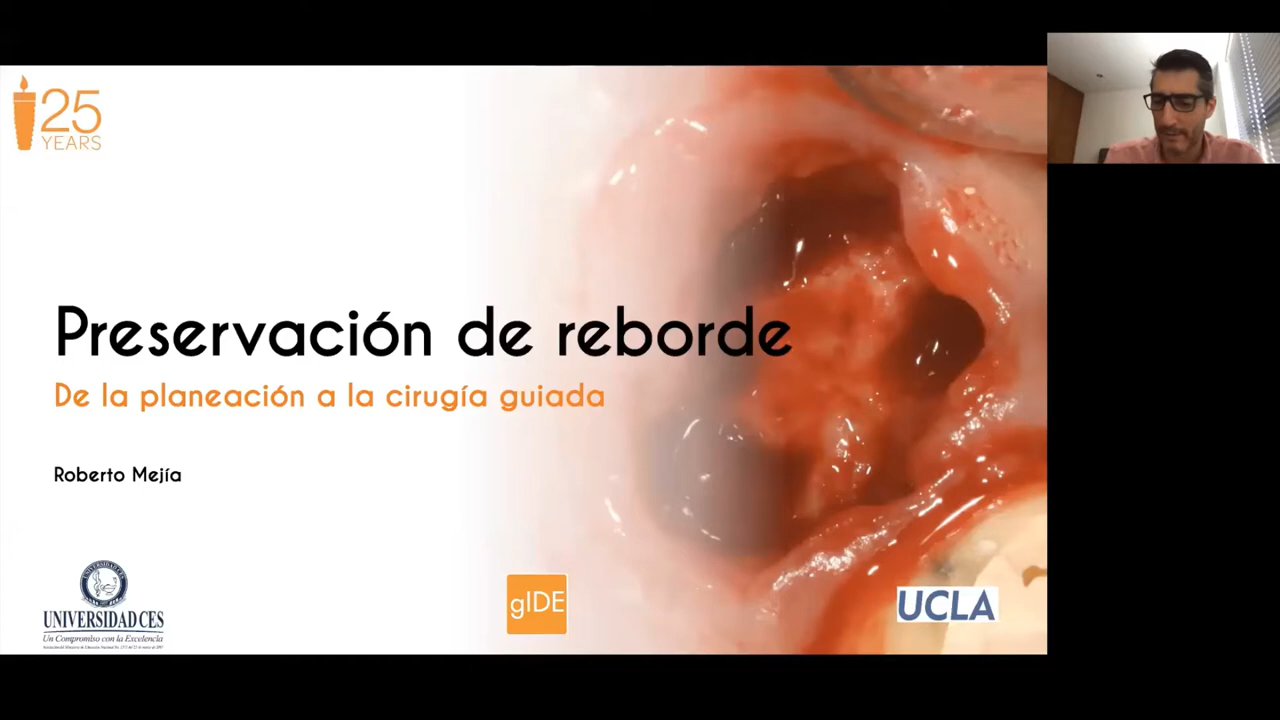 25
YEARS
Preservación de reborde
De la planeación a la cirugía guiada
Roberto Mejía
UNIVERSIDAD CES
Un Compromiso con la Excelencia
gIDE
UCLA